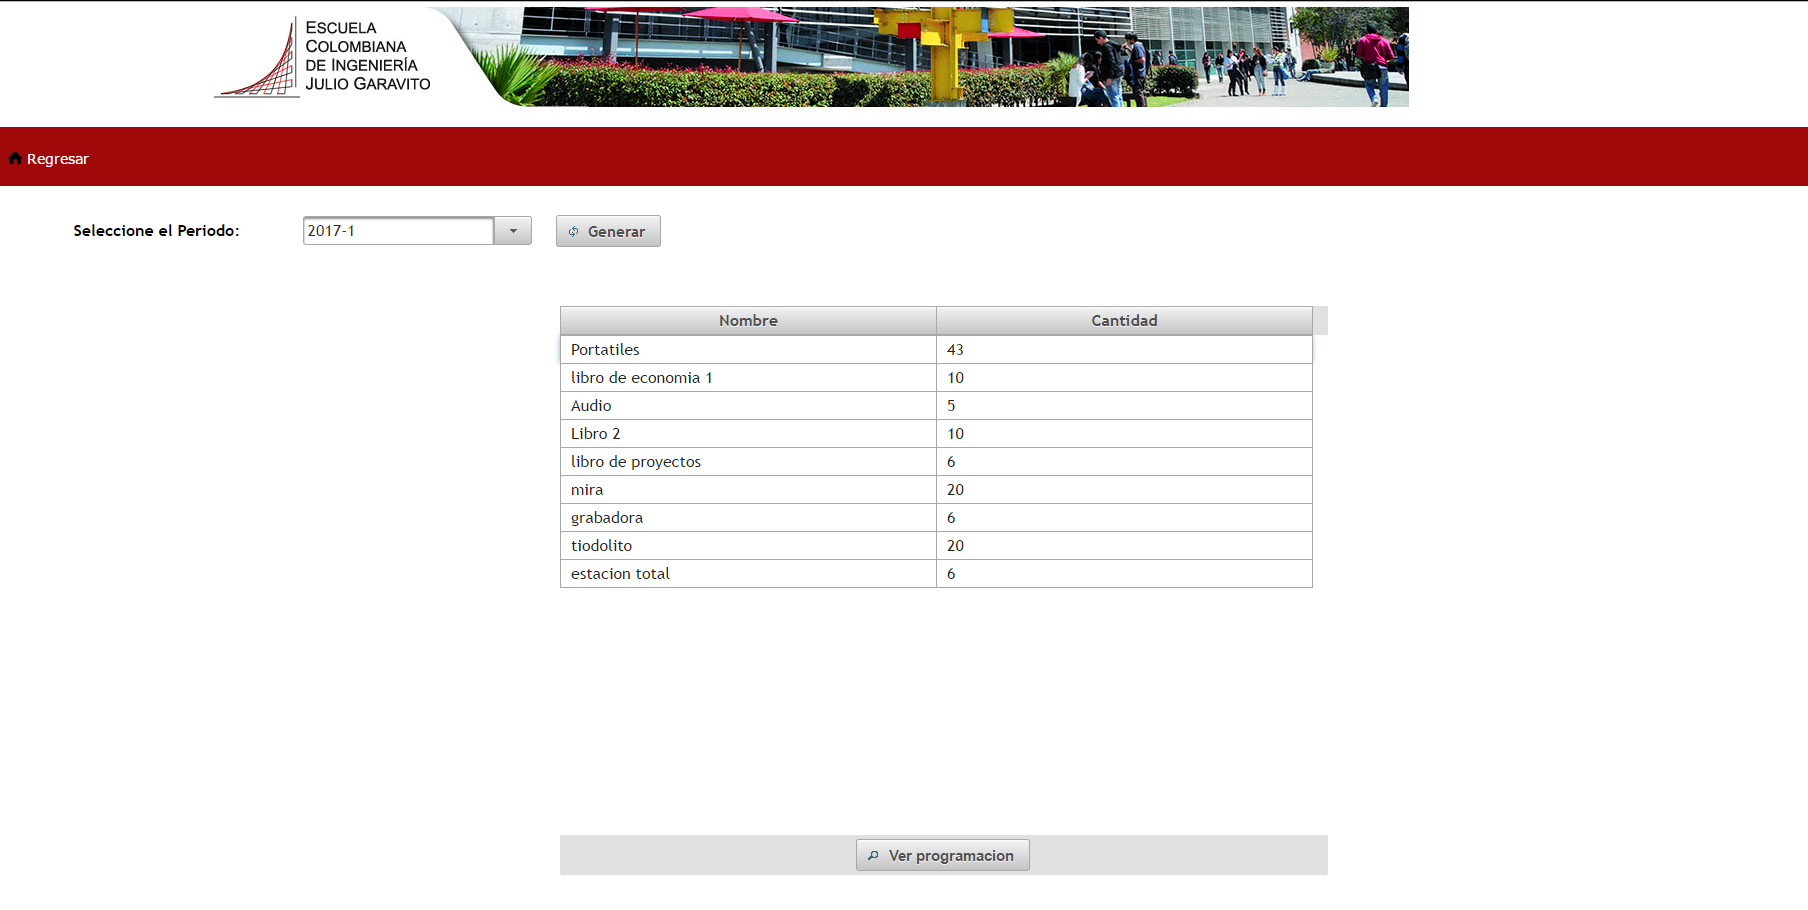 ESCUELA
COLOMBIANA
DE INGENIERÍA
JULIO GARAVITO
Regresar
Seleccione el Periodo: 2017-1 Generar
Nombre Cantidad
Portatiles 43
libro de economia 1 10
Audio 5
Libro 2 10
libro de proyectos 6
mira 20
grabadora 6
tiodolito 20
estacion total 6
Ver programacion